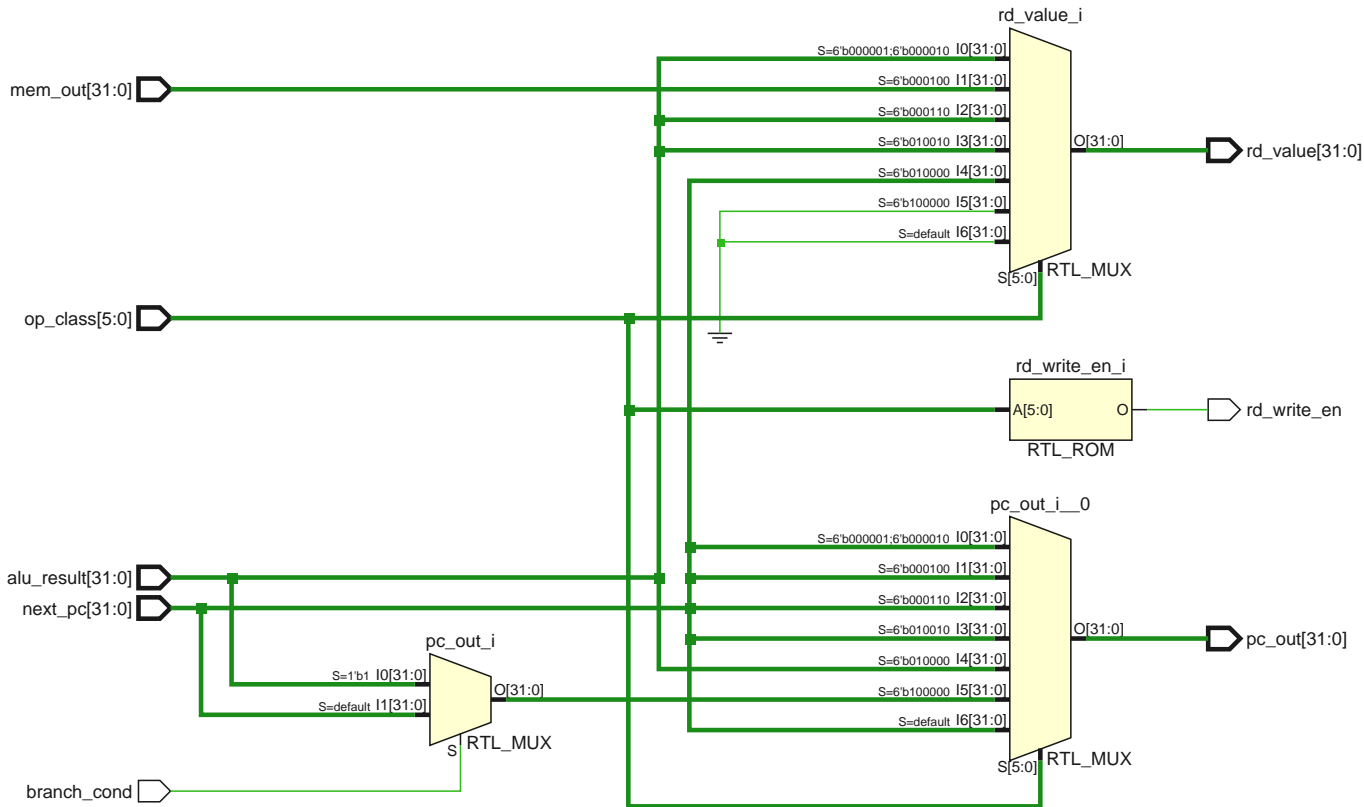 rd_value_i
S=6'b000001;6'b000010 I0[31:0]
mem_out[31:0]
S=6'b000100 I1[31:0]
S=6'b000110 I2[31:0]
S=6'b010010 I3[31:0]
O[31:0]
rd_value[31:0]
S=6'b010000 I4[31:0]
S=6'b100000 I5[31:0]
S=default I6[31:0]
S[5:0]
RTL_MUX
op_class[5:0]
rd_write_en_i
A[5:0]
O
rd_write_en
RTL_ROM
pc_out_i__0
S=6'b000001;6'b000010 I0[31:0]
alu_result[31:0]
S=6'b000100 I1[31:0]
next_pc[31:0]
S=6'b000110 I2[31:0]
S=6'b010010 I3[31:0]
O[31:0]
pc_out[31:0]
pc_out_i
S=6'b010000 I4[31:0]
S=1'b1 I0[31:0]
O[31:0]
S=6'b100000 I5[31:0]
S=default I1[31:0]
S=default I6[31:0]
S
RTL_MUX
S[5:0]
RTL_MUX
branch_cond